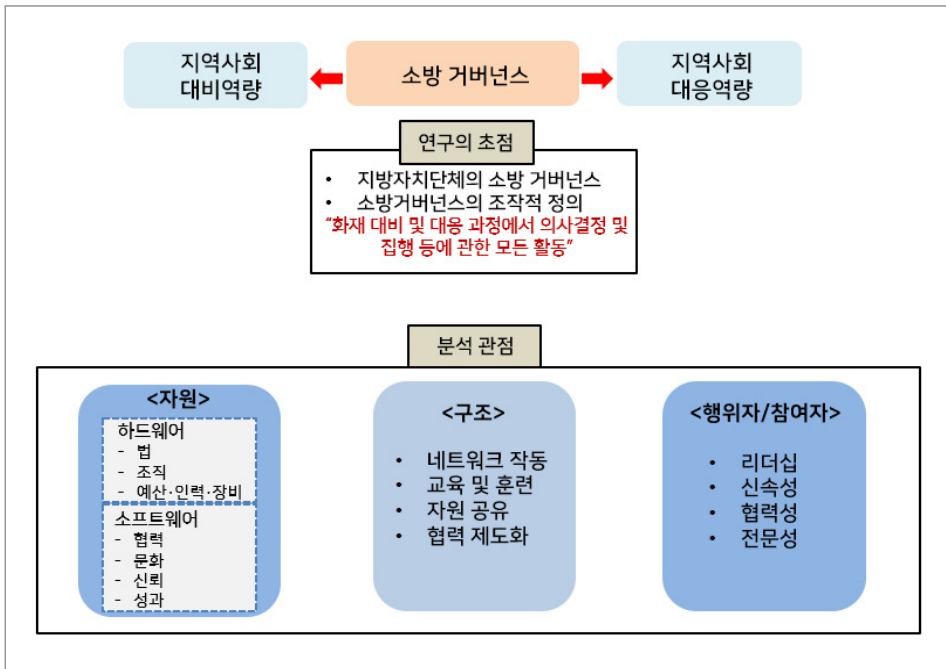 지역사회
대비역량
소방 거버넌스
지역사회
대응역량
연구의 초점
• 지방자치단체의 소방 거버넌스
• 소방거버넌스의 조작적 정의
“화재 대비 및 대응 과정에서 의사결정 및
집행 등에 관한 모든 활동”
분석 관점
<자원>
하드웨어
- 법
- 조직
- 예산·인력·장비
소프트웨어
- 협력
- 문화
- 신뢰
- 성과
<구조>
• 네트워크 작동
• 교육 및 훈련
• 자원 공유
• 협력 제도화
<행위자/참여자>
• 리더십
• 신속성
• 협력성
• 전문성